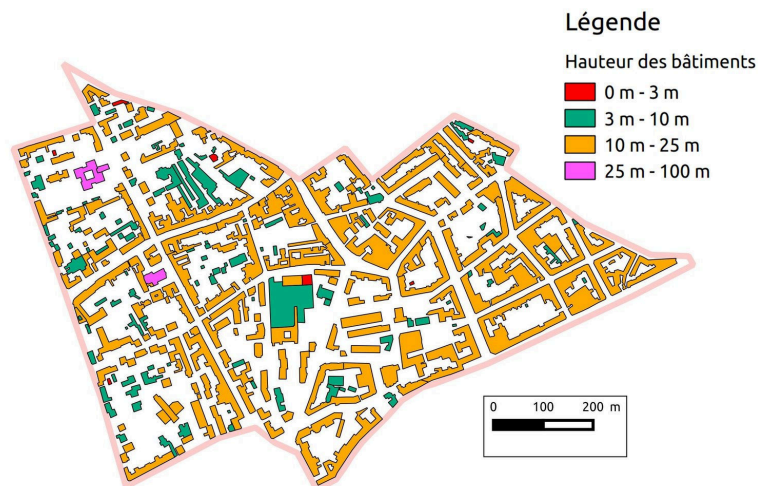 Légende
Hauteur des bâtiments
0 m - 3 m
3 m - 10 m
10 m - 25 m
25 m - 100 m
0 100 200 m